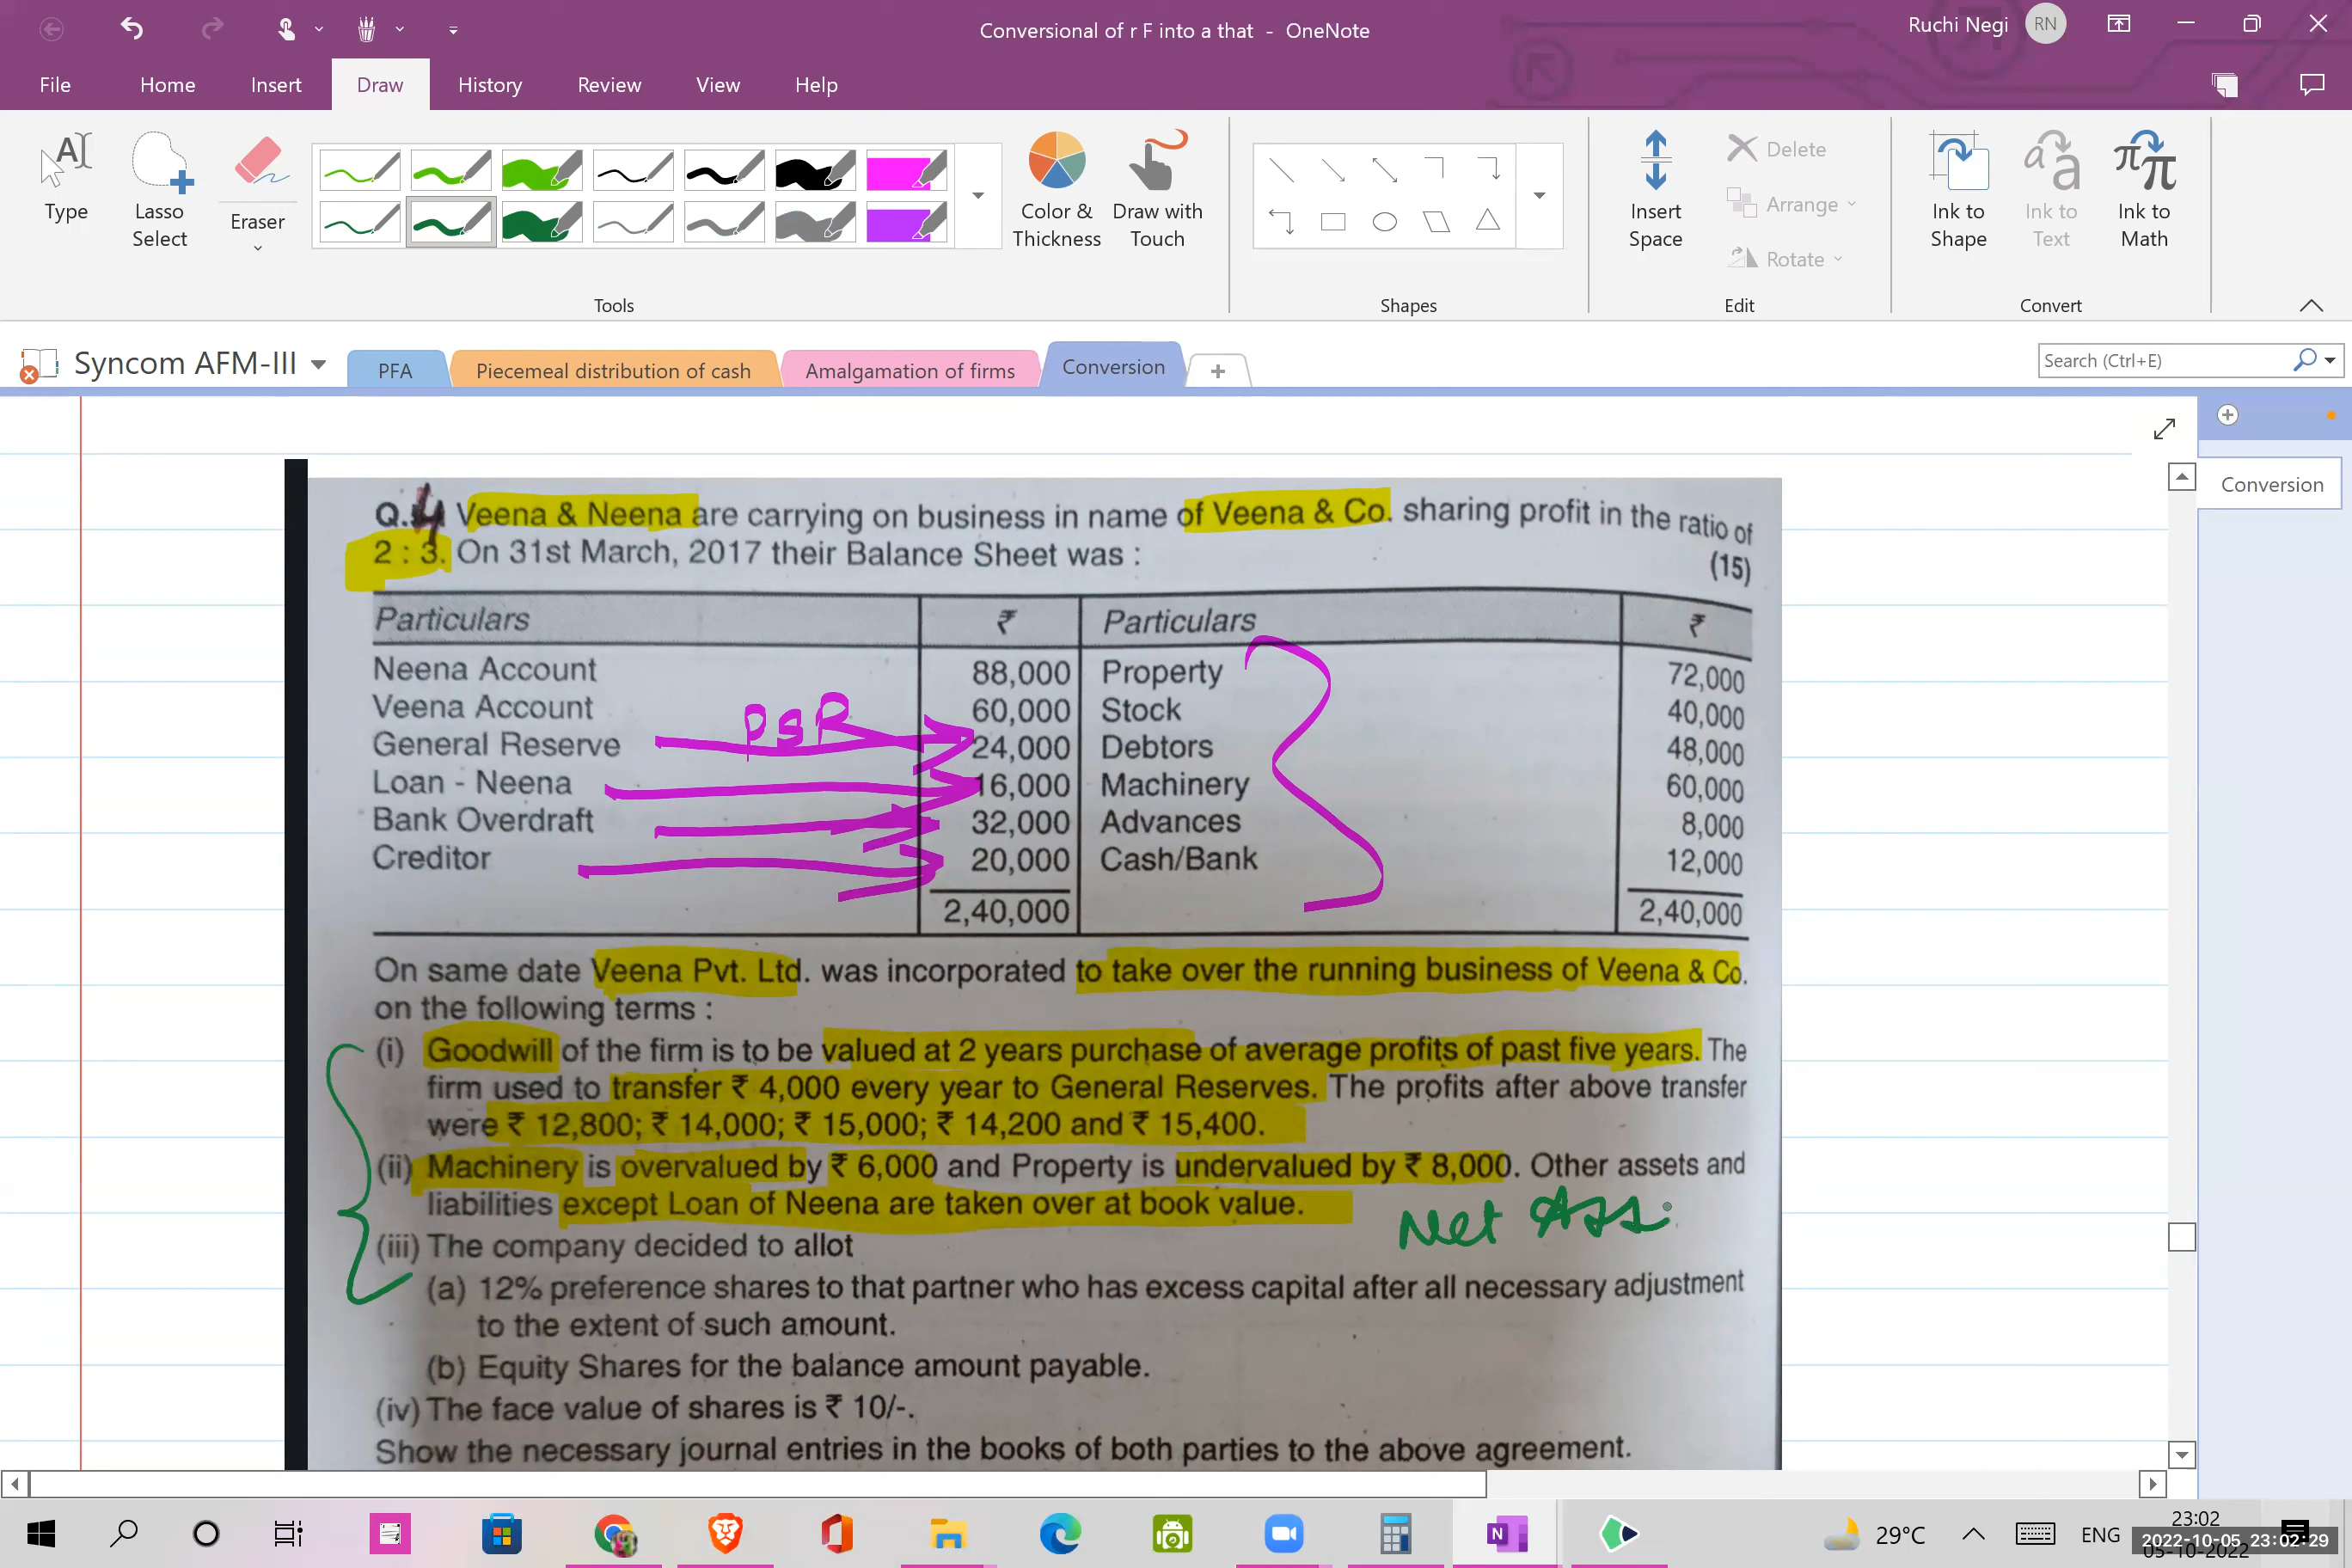 Conversional of r F into a that - OneNote
Ruchi Negi RN
File Home Insert Draw History Review View Help
Type
Lasso Select
Eraser
Color & Thickness
Draw with Touch
Insert Space
Delete
Arrange
Rotate
Ink to Shape
Ink to Text
Ink to Math
Tools Shapes Edit Convert
Syncom AFM-III PFA Piecemeal distribution of cash Amalgamation of firms Conversion +
Search (Ctrl+E)
Conversion
Q.4 Veena & Neena are carrying on business in name of Veena & Co. sharing profit in the ratio of
2 : 3. On 31st March, 2017 their Balance Sheet was : (15)
Particulars ₹ Particulars ₹
Neena Account 88,000 Property 72,000
Veena Account 60,000 Stock 40,000
PSR
General Reserve 24,000 Debtors 48,000
Loan - Neena 16,000 Machinery 60,000
Bank Overdraft 32,000 Advances 8,000
Creditor 20,000 Cash/Bank 12,000
2,40,000 2,40,000
On same date Veena Pvt. Ltd. was incorporated to take over the running business of Veena & Co.
on the following terms :
(i) Goodwill of the firm is to be valued at 2 years purchase of average profits of past five years. The
firm used to transfer ₹ 4,000 every year to General Reserves. The profits after above transfer
were ₹ 12,800; ₹ 14,000; ₹ 15,000; ₹ 14,200 and ₹ 15,400.
(ii) Machinery is overvalued by ₹ 6,000 and Property is undervalued by ₹ 8,000. Other assets and
liabilities except Loan of Neena are taken over at book value.
Net Ass
(iii) The company decided to allot
(a) 12% preference shares to that partner who has excess capital after all necessary adjustment
to the extent of such amount.
(b) Equity Shares for the balance amount payable.
(iv) The face value of shares is ₹ 10/-.
Show the necessary journal entries in the books of both parties to the above agreement.
29°C ENG
23:02
2022-10-05 23:02:29